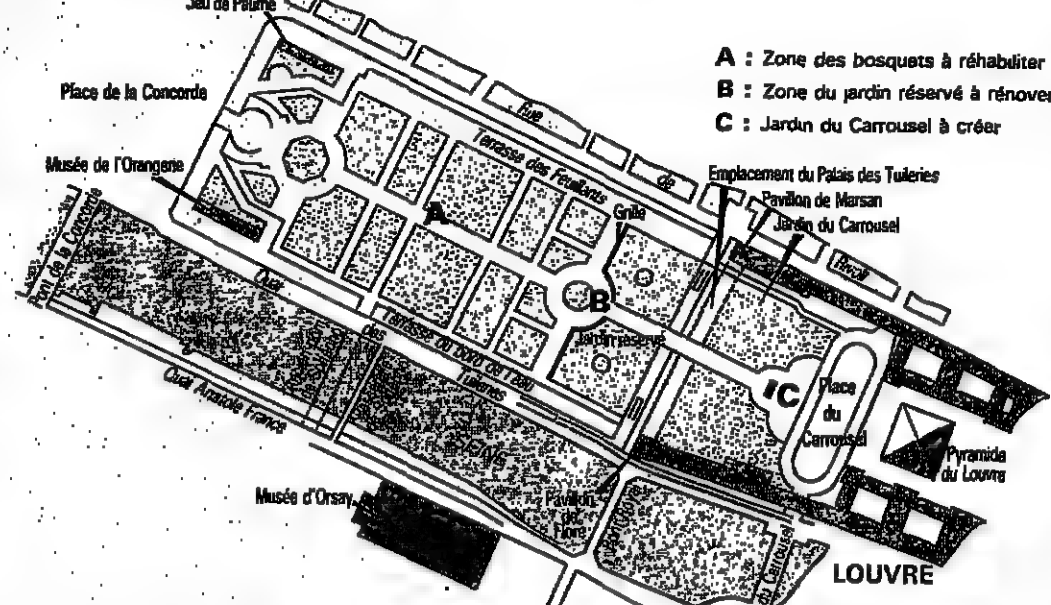 Jeu de Paume
A : Zone des bosquets à réhabiliter
B : Zone du jardin réservé à rénover
C : Jardin du Carrousel à créer
Place de la Concorde
Rue
de
Rivoli
Terrasse des Feuillants
Musée de l'Orangerie
Emplacement du Palais des Tuileries
Pavillon de Marsan
Jardin du Carrousel
Grille
A
B
Jardin réservé
Pont de la Concorde
Quai
des
Tuileries
Terrasse du bord de l'eau
C
Place
du
Carrousel
Quai Anatole France
Pyramide
du Louvre
Musée d'Orsay
Pavillon
de
Flore
du Carrousel
LOUVRE